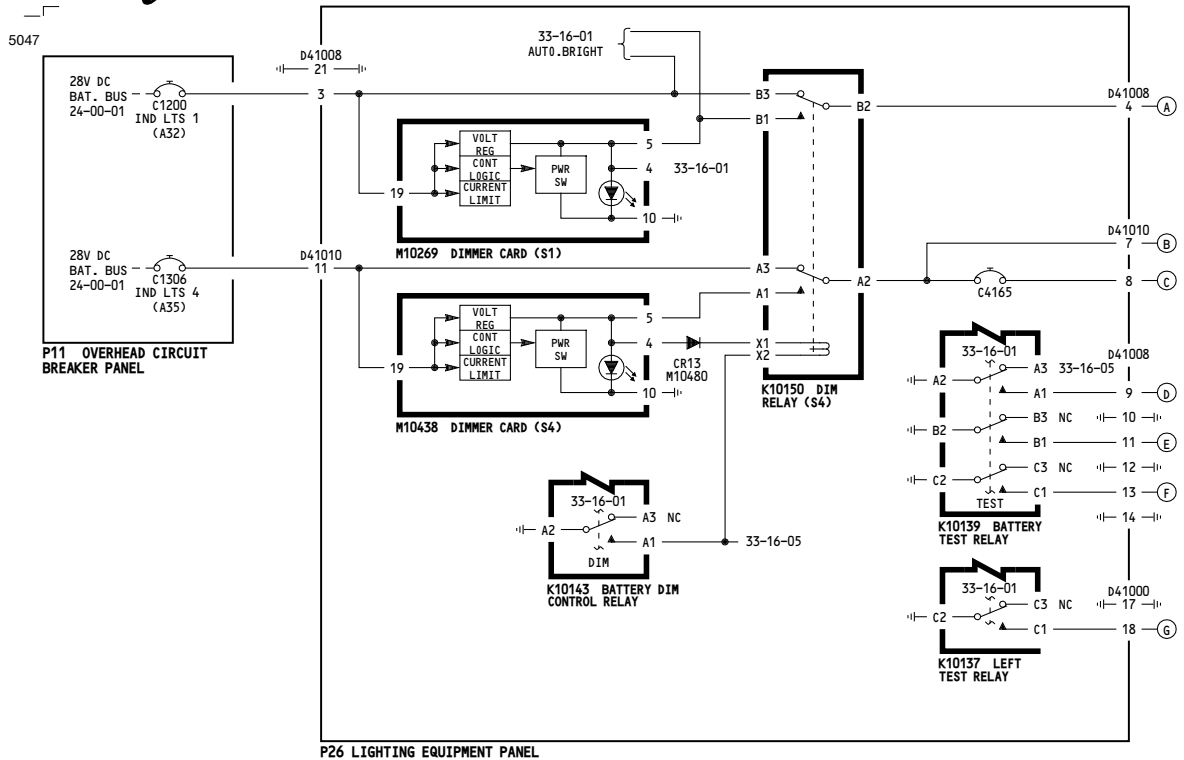 5047
28V DC
BAT. BUS
24-00-01
C1200
IND LTS 1
(A32)
28V DC
BAT. BUS
24-00-01
C1306
IND LTS 4
(A35)
P11 OVERHEAD CIRCUIT
BREAKER PANEL
D41008
21
3
D41010
11
33-16-01
AUTO.BRIGHT
19
VOLT
REG
CONT
LOGIC
CURRENT
LIMIT
PWR
SW
5
4 33-16-01
10
M10269 DIMMER CARD (S1)
19
VOLT
REG
CONT
LOGIC
CURRENT
LIMIT
PWR
SW
5
4
10
M10438 DIMMER CARD (S4)
CR13
M10480
B3
B1
B2
A3
A1
A2
X1
X2
K10150 DIM
RELAY (S4)
C4165
D41008
4 A
D41010
7 B
8 C
33-16-01
A2
A3 33-16-05
A1
B2
B3 NC
B1
C2
C3 NC
C1
TEST
K10139 BATTERY
TEST RELAY
D41008
9 D
10
11 E
12
13 F
14
33-16-01
A2
A3 NC
A1 33-16-05
DIM
K10143 BATTERY DIM
CONTROL RELAY
33-16-01
C2
C3 NC
C1
K10137 LEFT
TEST RELAY
D41000
17
18 G
P26 LIGHTING EQUIPMENT PANEL